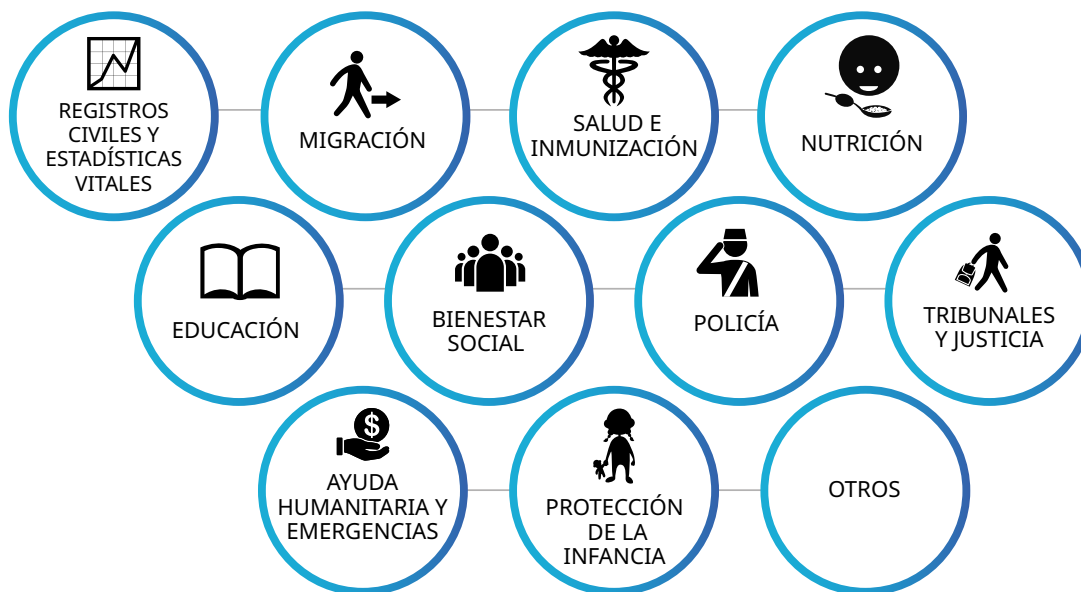 REGISTROS
CIVILES Y
ESTADÍSTICAS
VITALES
MIGRACIÓN
SALUD E
INMUNIZACIÓN
NUTRICIÓN
EDUCACIÓN
BIENESTAR
SOCIAL
POLICÍA
TRIBUNALES
Y JUSTICIA
$
AYUDA
HUMANITARIA Y
EMERGENCIAS
PROTECCIÓN
DE LA
INFANCIA
OTROS